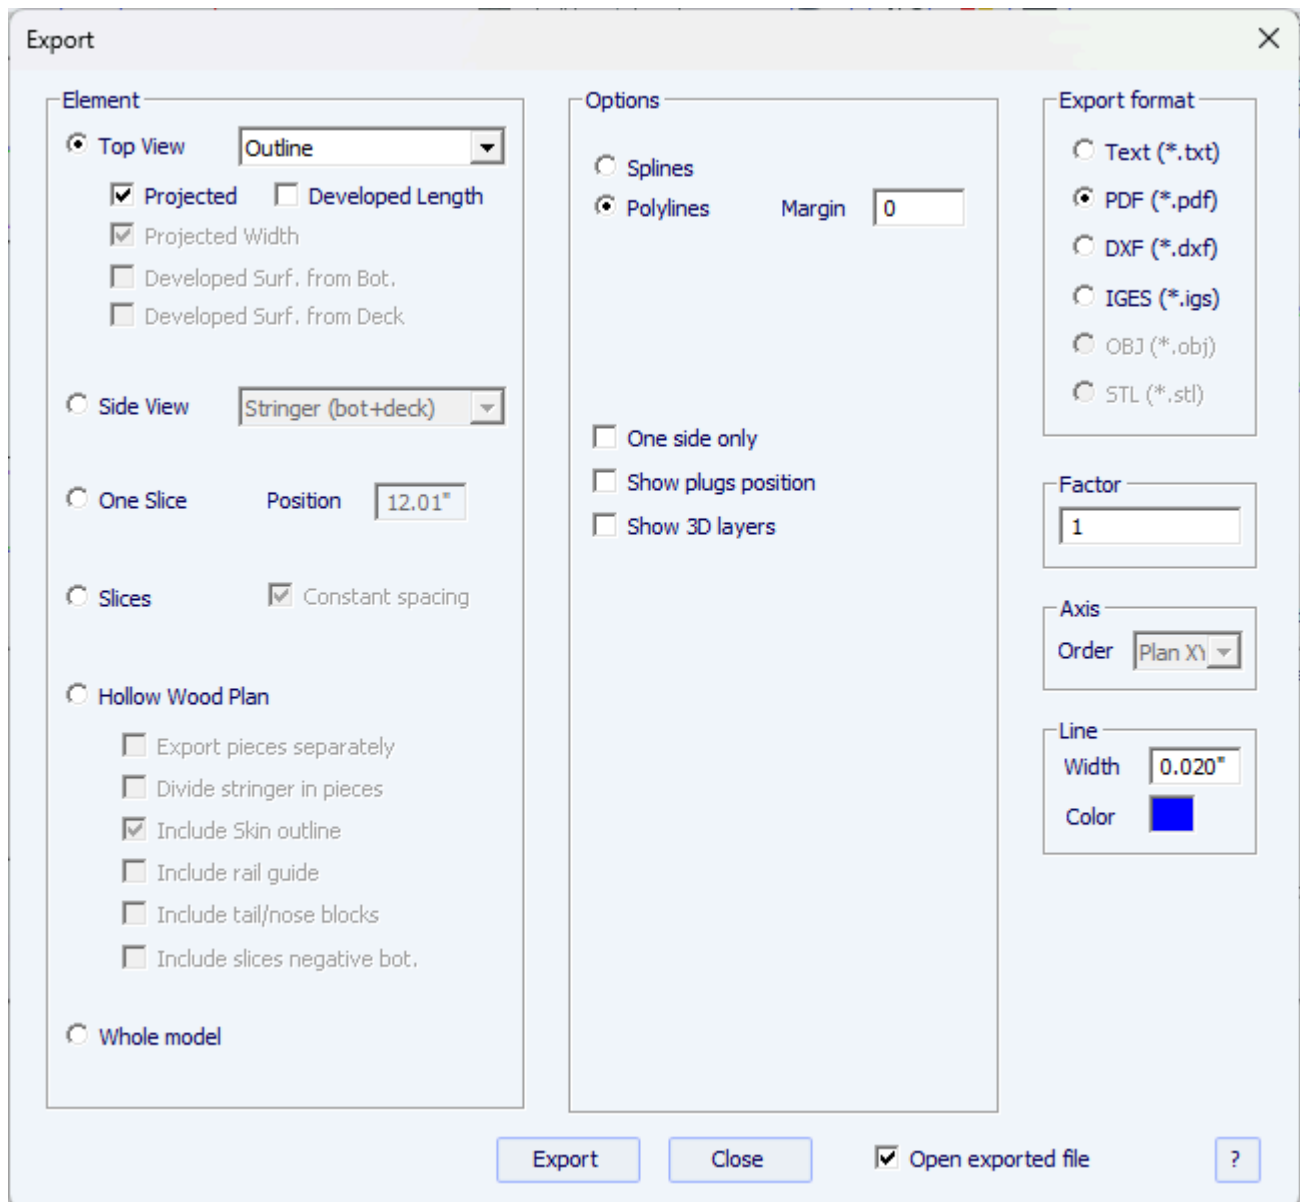 Export
Element
Top View Outline
Projected Developed Length
Projected Width
Developed Surf. from Bot.
Developed Surf. from Deck
Side View Stringer (bot+deck)
One Slice Position 12.01"
Slices Constant spacing
Hollow Wood Plan
Export pieces separately
Divide stringer in pieces
Include Skin outline
Include rail guide
Include tail/nose blocks
Include slices negative bot.
Whole model
Options
Splines
Polylines Margin 0
One side only
Show plugs position
Show 3D layers
Export format
Text (*.txt)
PDF (*.pdf)
DXF (*.dxf)
IGES (*.igs)
OBJ (*.obj)
STL (*.stl)
Factor
1
Axis
Order Plan XY
Line
Width 0.020"
Color
Export Close Open exported file ?